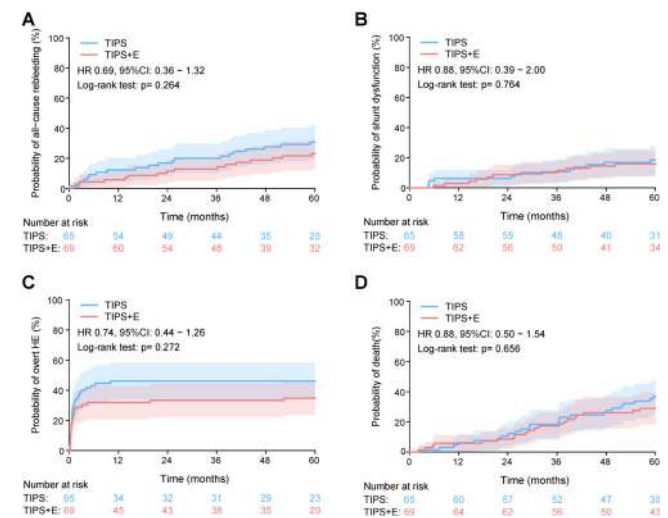 A
TIPS
TIPS+E
HR 0.69, 95%CI: 0.36 – 1.32
Log-rank test: p= 0.264
Probability of all-cause rebleeding (%)
100
80
60
40
20
0
0 12 24 36 48 60
Time (months)
Number at risk
TIPS: 65 54 49 44 35 25
TIPS+E: 69 60 54 48 39 32
B
TIPS
TIPS+E
HR 0.88, 95%CI: 0.39 – 2.00
Log-rank test: p= 0.764
Probability of shunt dysfunction (%)
100
80
60
40
20
0
0 12 24 36 48 60
Time (months)
Number at risk
TIPS: 65 58 55 48 40 31
TIPS+E: 69 62 56 50 41 34
C
TIPS
TIPS+E
HR 0.74, 95%CI: 0.44 – 1.26
Log-rank test: p= 0.272
Probability of overt HE (%)
100
80
60
40
20
0
0 12 24 36 48 60
Time (months)
Number at risk
TIPS: 65 34 32 31 29 23
TIPS+E: 69 45 43 38 35 29
D
TIPS
TIPS+E
HR 0.88, 95%CI: 0.50 – 1.54
Log-rank test: p= 0.656
Probability of death(%)
100
80
60
40
20
0
0 12 24 36 48 60
Time (months)
Number at risk
TIPS: 65 60 57 52 47 38
TIPS+E: 69 64 62 56 50 43